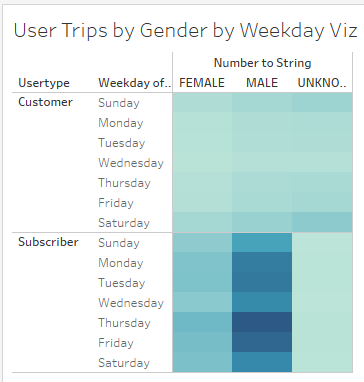 User Trips by Gender by Weekday Viz
Number to String
Usertype Weekday of.. FEMALE MALE UNKNO..
Customer Sunday
Monday
Tuesday
Wednesday
Thursday
Friday
Saturday
Subscriber Sunday
Monday
Tuesday
Wednesday
Thursday
Friday
Saturday